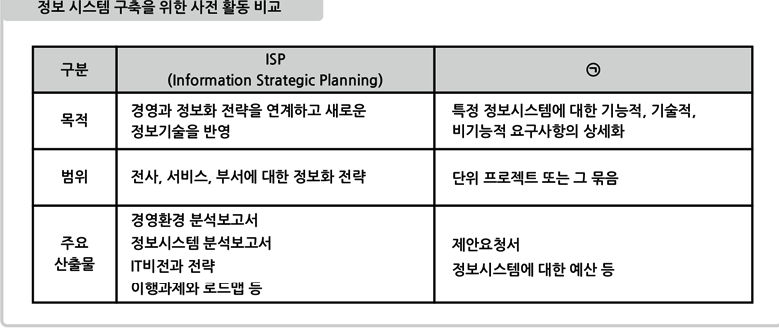 정보 시스템 구축을 위한 사전 활동 비교
구분
ISP
(Information Strategic Planning)
㉠
목적
경영과 정보화 전략을 연계하고 새로운
정보기술을 반영
특정 정보시스템에 대한 기능적, 기술적,
비기능적 요구사항의 상세화
범위
전사, 서비스, 부서에 대한 정보화 전략
단위 프로젝트 또는 그 묶음
주요
산출물
경영환경 분석보고서
정보시스템 분석보고서
IT비전과 전략
이행과제와 로드맵 등
제안요청서
정보시스템에 대한 예산 등